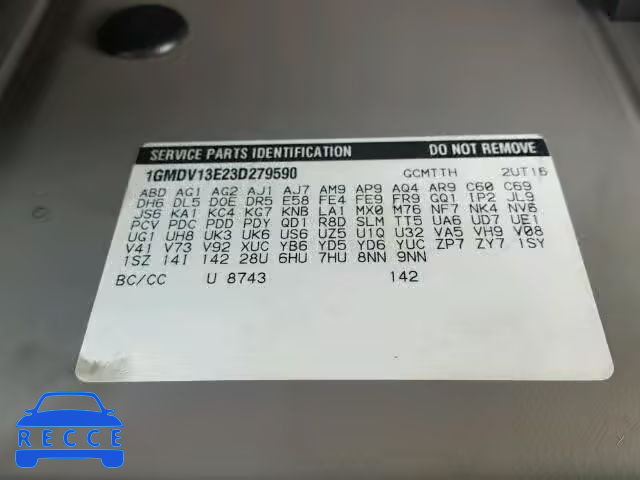 SERVICE PARTS IDENTIFICATION DO NOT REMOVE
1GMDV13E23D279590 GCMTTH 2UT16
ABD AG1 AG2 AJ1 AJ7 AM9 AP9 AQ4 AR9 C60 C69
DH6 DL5 D0E DR5 E58 FE4 FE9 FR9 GQ1 IP2 JL9
JS6 KA1 KC4 KG7 KNB LA1 MX0 M76 NF7 NK4 NV6
PCV PDC PDD PDY QD1 R8D SLM TT5 UA6 UD7 UE1
UG1 UH8 UK3 UK6 US6 UZ5 U1Q U32 VA5 VH9 V08
V41 V73 V92 XUC YB6 YD5 YD6 YUC ZP7 ZY7 1SY
1SZ 14I 142 28U 6HU 7HU 8NN 9NN
BC/CC U 8743 142
RECCE